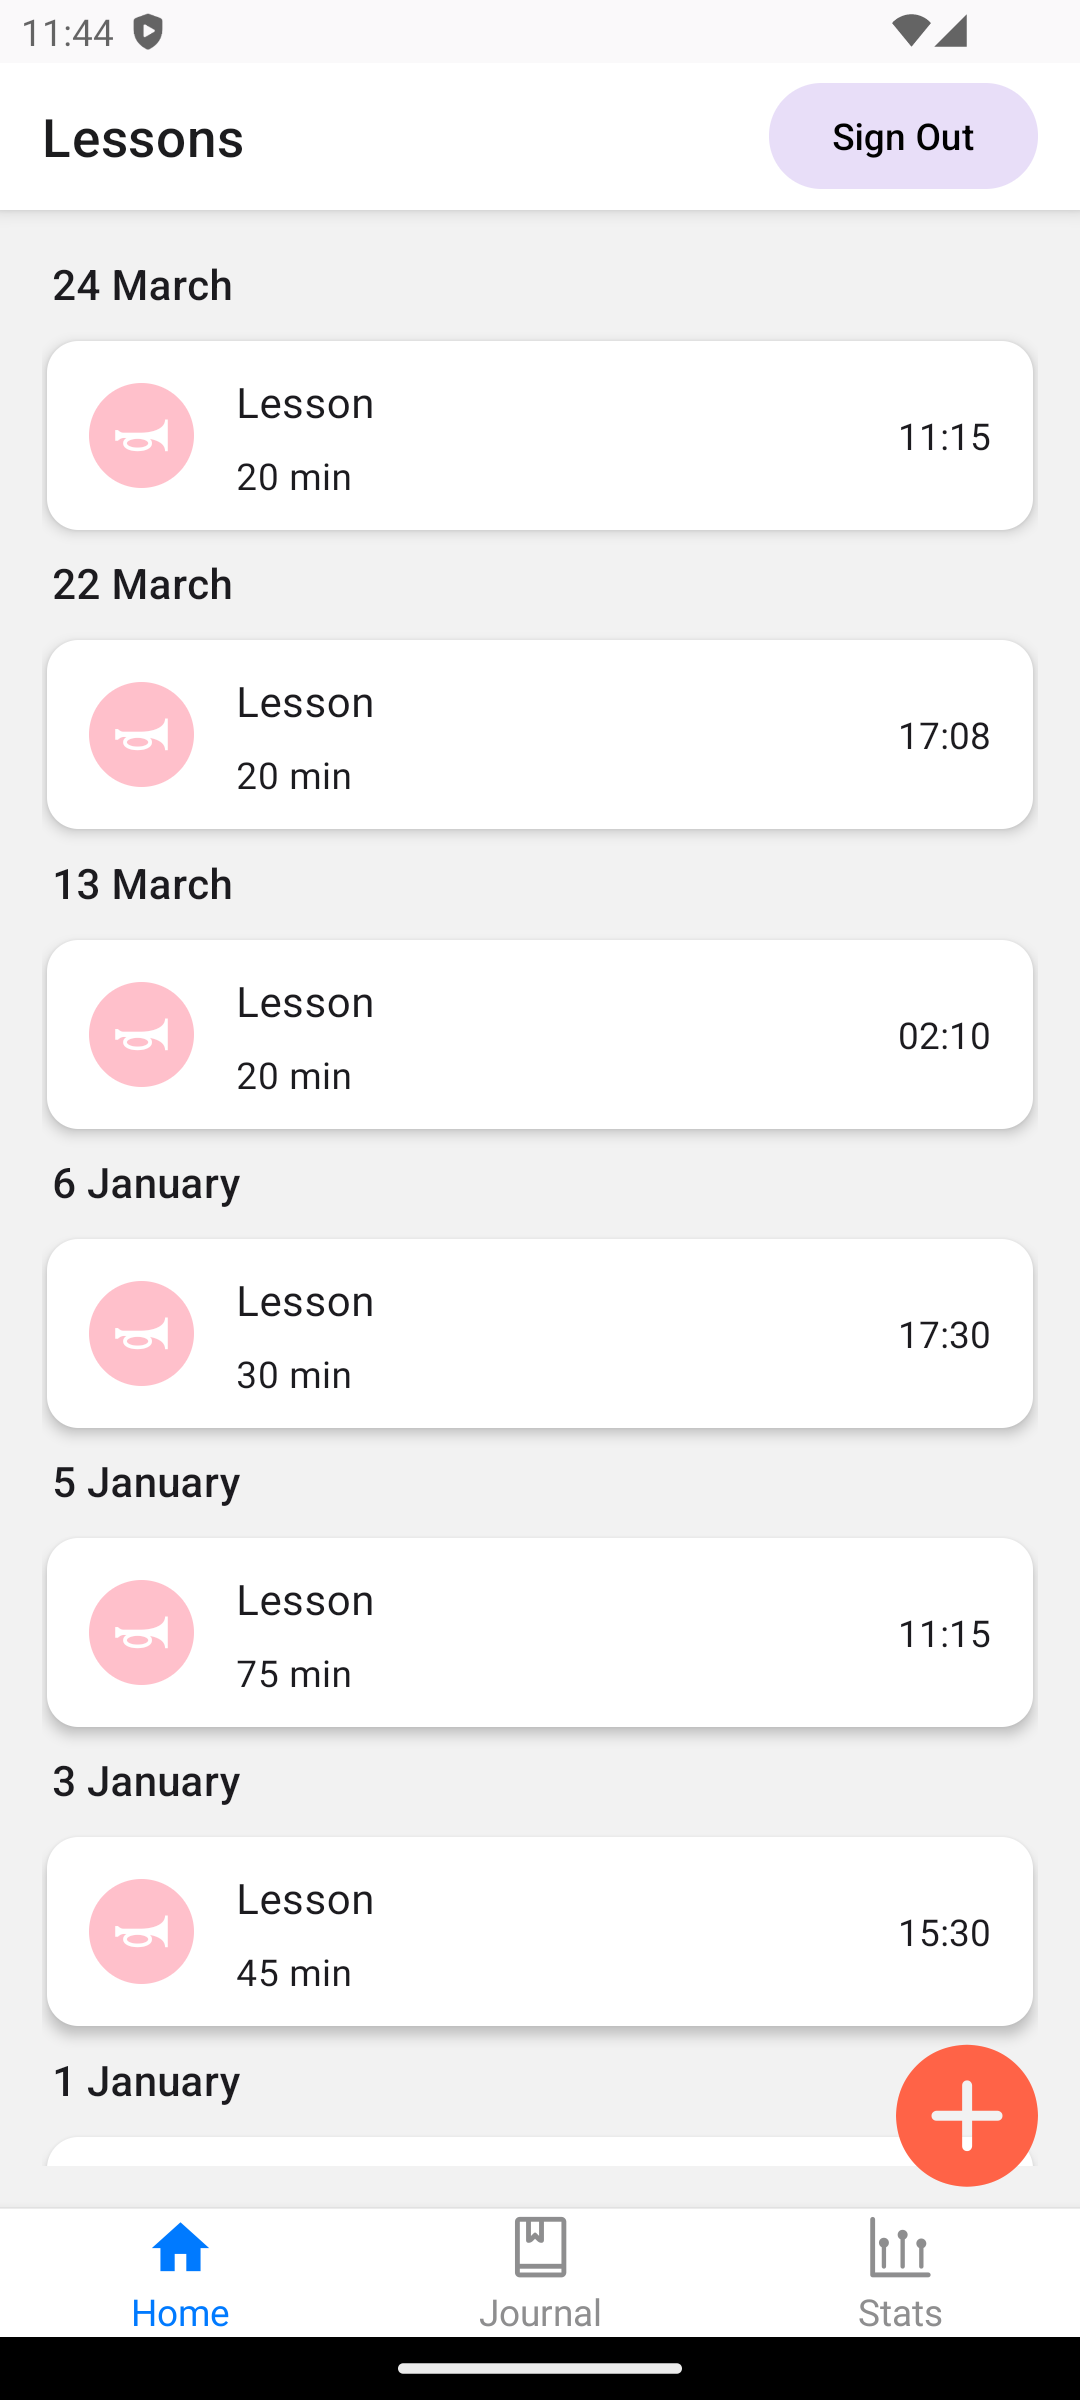 11:44
Lessons
Sign Out
24 March
Lesson
20 min
11:15
22 March
Lesson
20 min
17:08
13 March
Lesson
20 min
02:10
6 January
Lesson
30 min
17:30
5 January
Lesson
75 min
11:15
3 January
Lesson
45 min
15:30
1 January
Home
Journal
Stats